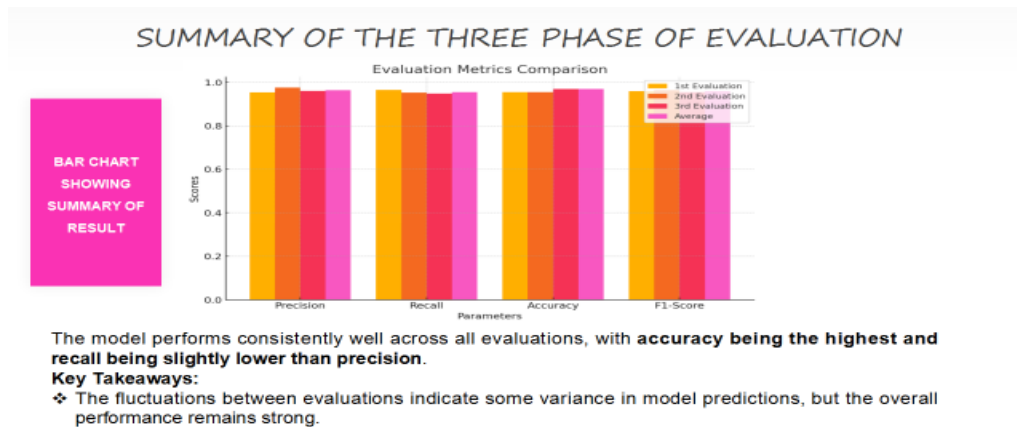 SUMMARY OF THE THREE PHASE OF EVALUATION
BAR CHART
SHOWING
SUMMARY OF
RESULT
Evaluation Metrics Comparison
1st Evaluation
2nd Evaluation
3rd Evaluation
Average
Scores
1.0
0.8
0.6
0.4
0.2
0.0
Precision
Recall
Accuracy
F1-Score
Parameters
The model performs consistently well across all evaluations, with accuracy being the highest and
recall being slightly lower than precision.
Key Takeaways:
❖ The fluctuations between evaluations indicate some variance in model predictions, but the overall
performance remains strong.